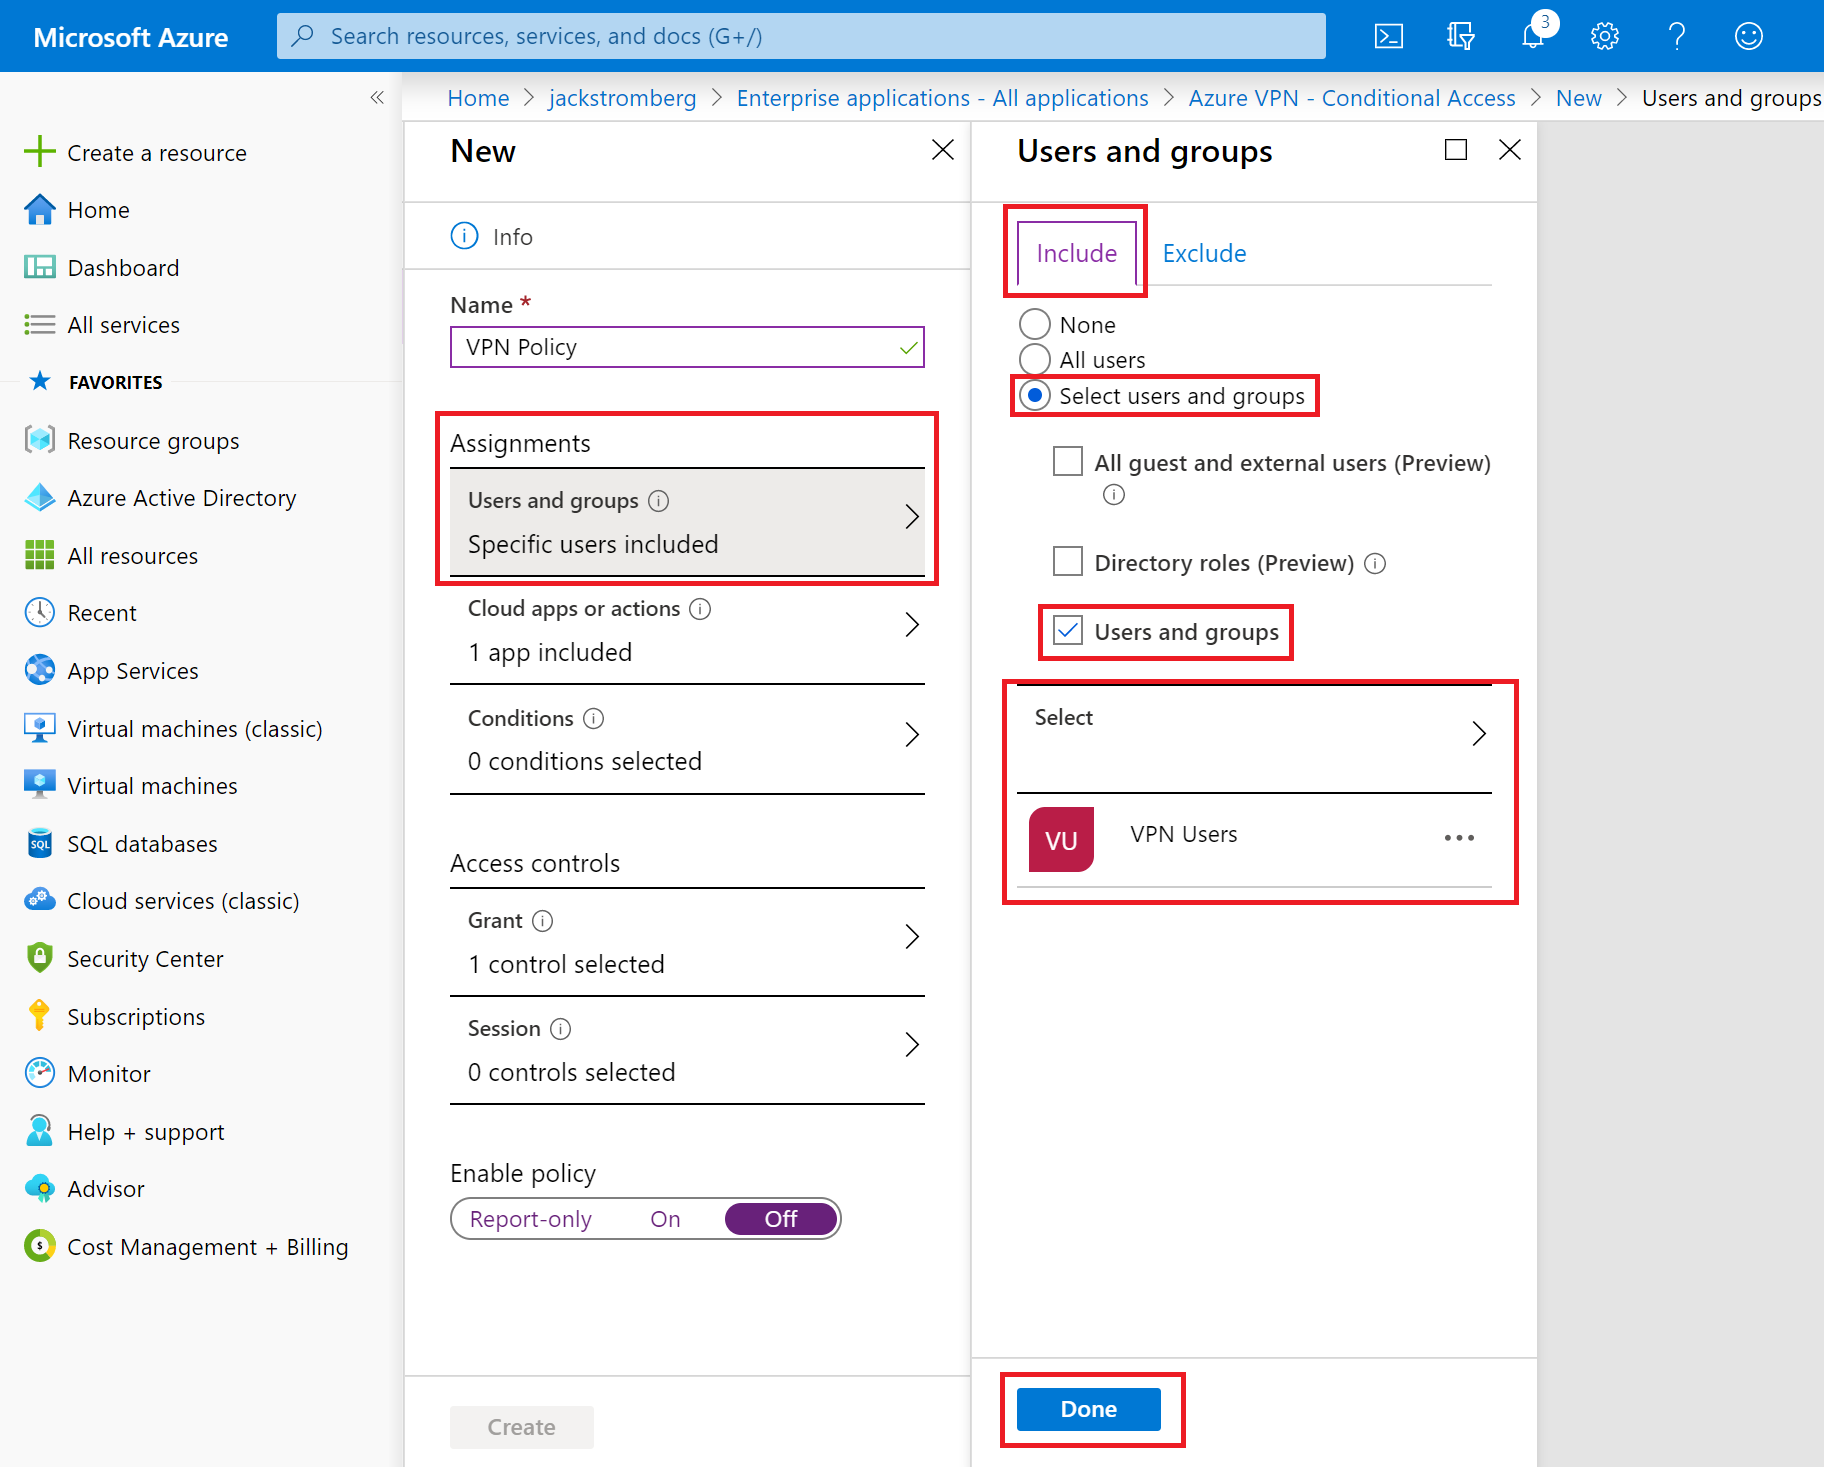 Microsoft Azure
Search resources, services, and docs (G+/)
3
Home > jackstromberg > Enterprise applications - All applications > Azure VPN - Conditional Access > New > Users and groups
«
Create a resource
Home
Dashboard
All services
FAVORITES
Resource groups
Azure Active Directory
All resources
Recent
App Services
Virtual machines (classic)
Virtual machines
SQL databases
Cloud services (classic)
Security Center
Subscriptions
Monitor
Help + support
Advisor
Cost Management + Billing
New
Info
Name *
VPN Policy
Assignments
Users and groups
Specific users included
Cloud apps or actions
1 app included
Conditions
0 conditions selected
Access controls
Grant
1 control selected
Session
0 controls selected
Enable policy
Report-only On Off
Create
Users and groups
Include Exclude
None
All users
Select users and groups
All guest and external users (Preview)
Directory roles (Preview)
Users and groups
Select
VU VPN Users
Done